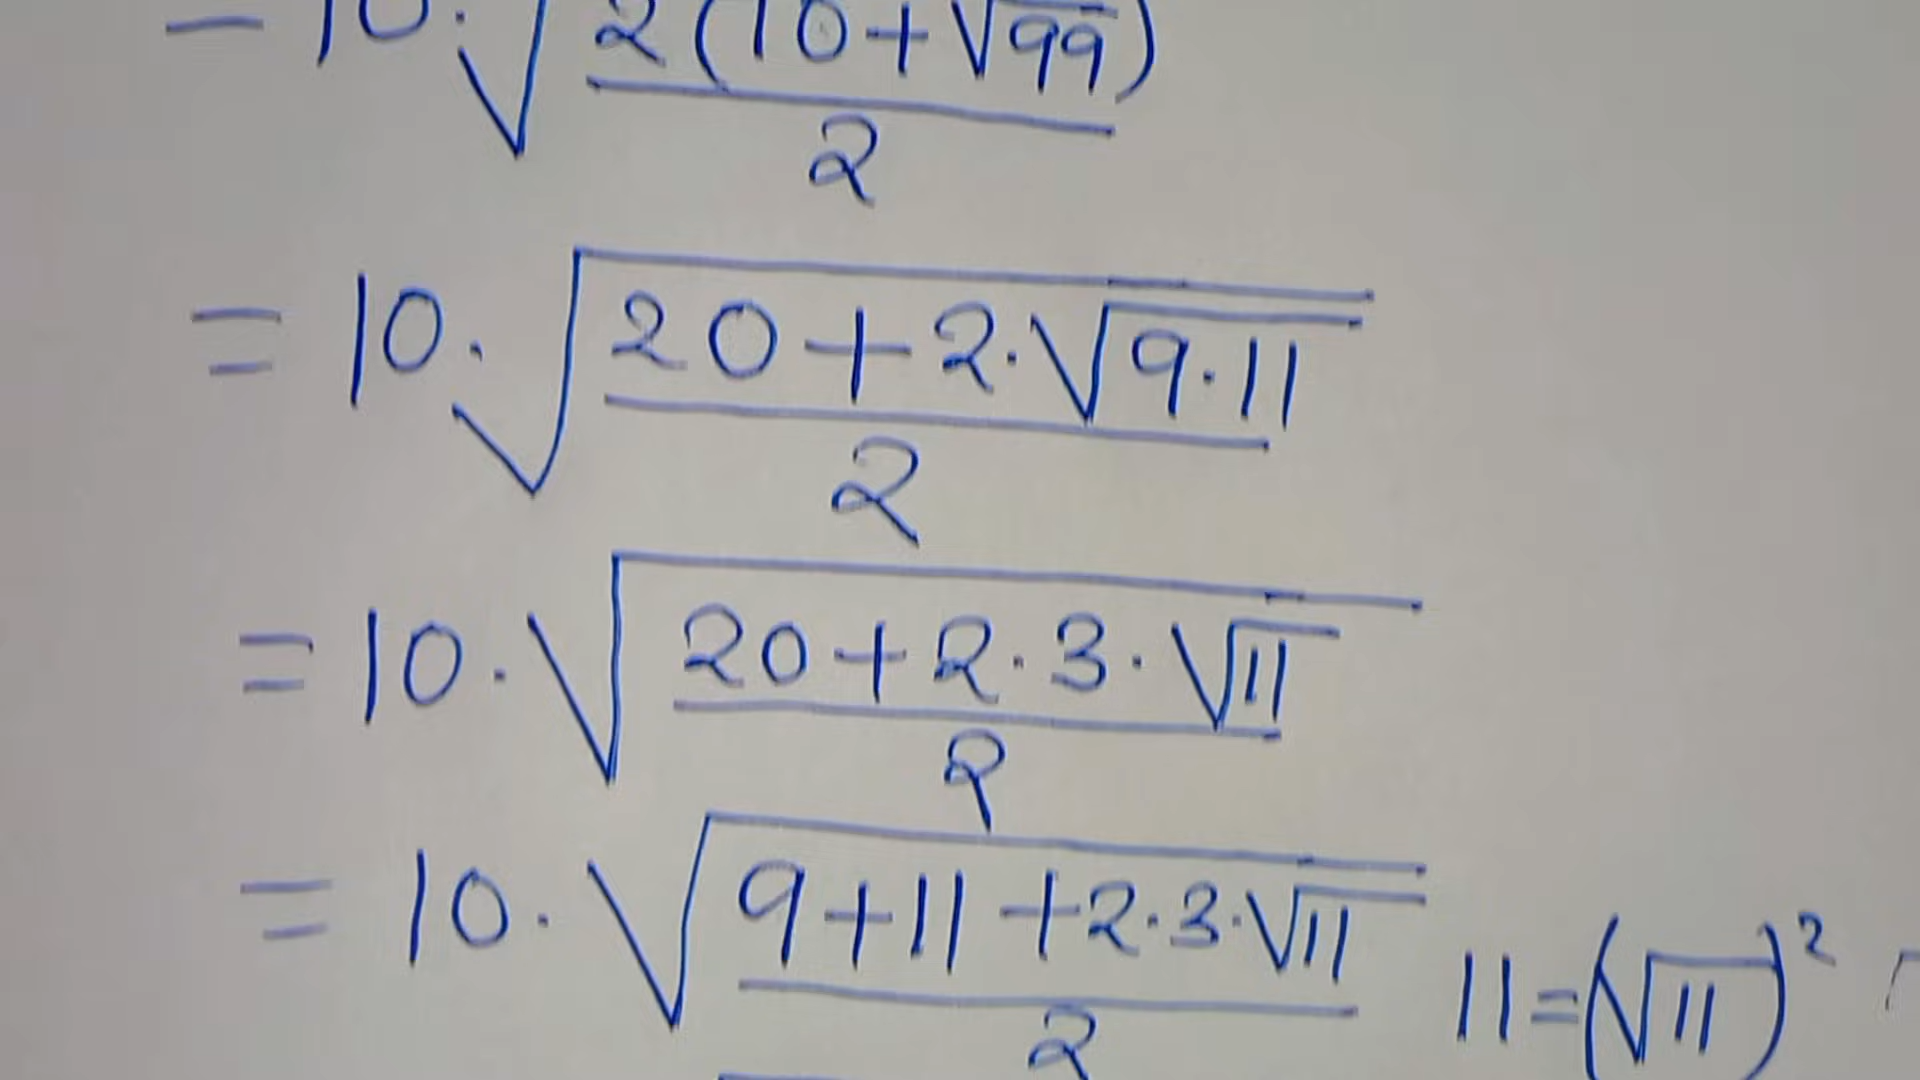 = 10 · √(2(10 + √99) / 2)
= 10 · √(20 + 2 · √(9 · 11) / 2)
= 10 · √(20 + 2 · 3 · √11 / 2)
= 10 · √(9 + 11 + 2 · 3 · √11 / 2) 11 = (√11)²